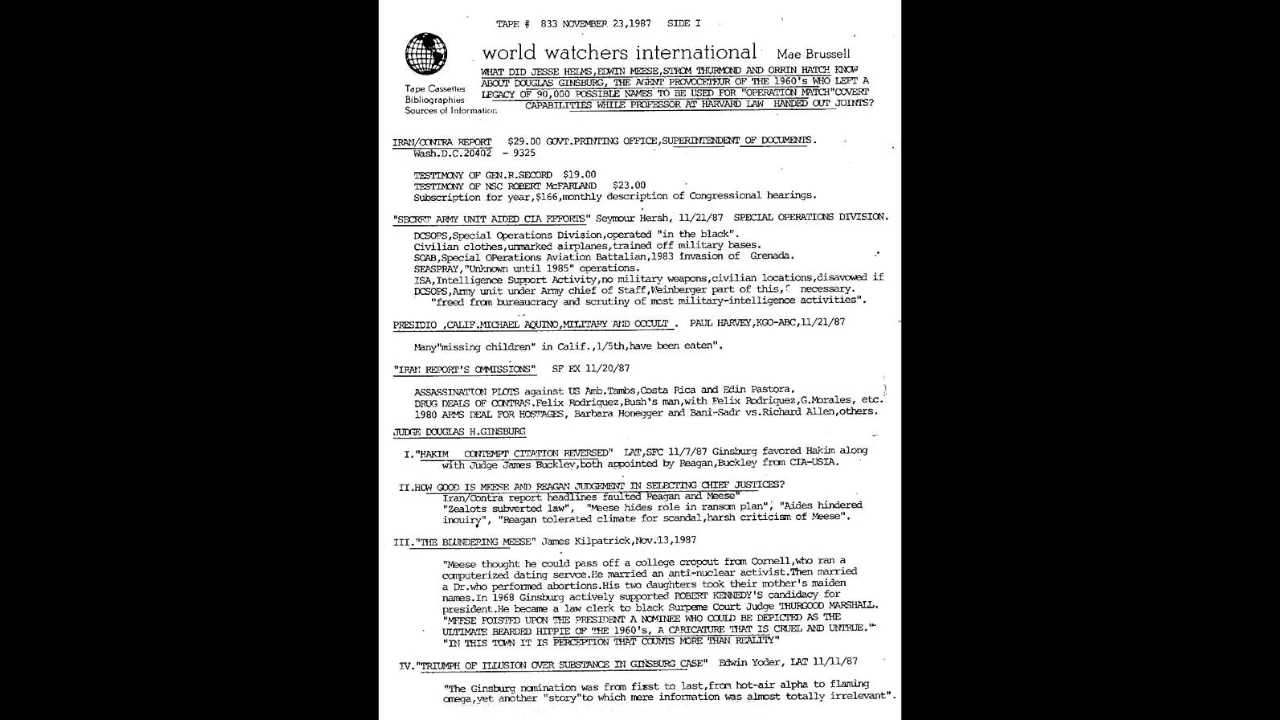 TAPE # 833 NOVEMBER 23,1987 SIDE I
world watchers international Mae Brussell
WHAT DID JESSE HELMS,EDWIN MEESE,STROM THURMOND AND ORRIN HATCH KNOW
ABOUT DOUGLAS GINSBURG, THE AGENT PROVOCTEUR OF THE 1960's WHO LEFT A
LEGACY OF 90,000 POSSIBLE NAMES TO BE USED FOR "OPERATION MATCH"COVERT
CAPABILITIES WHILE PROFESSOR AT HARVARD LAW HANDED OUT JOINTS?
Tape Cassettes
Bibliographies
Sources of Information
IRAN/CONTRA REPORT $29.00 GOVT.PRINTING OFFICE,SUPERINTENDENT OF DOCUMENTS.
Wash.D.C.20402 - 9325
TESTIMONY OF GEN.R.SECORD $19.00
TESTIMONY OF NSC ROBERT McFARLAND $23.00
Subscription for year,$166,monthly description of Congressional hearings.
"SECRET ARMY UNIT AIDED CIA EFFORTS" Seymour Hersh, 11/21/87 SPECIAL OPERATIONS DIVISION.
DCSOPS,Special Operations Division,operated "in the black".
Civilian clothes,unmarked airplanes,trained off military bases.
SOAB,Special OPerations Aviation Battalian,1983 invasion of Grenada.
SEASPRAY,"Unknown until 1985" operations.
ISA,Intelligence Support Activity,no military weapons,civilian locations,disavowed if
DCSOPS,Army unit under Army chief of Staff,Weinberger part of this, necessary.
"freed from bureaucracy and scrutiny of most military-intelligence activities".
PRESIDIO ,CALIF.MICHAEL AQUINO,MILITARY AND OCCULT . PAUL HARVEY,KGO-ABC,11/21/87
Many"missing children" in Calif.,1/5th,have been eaten".
"IRAN REPORT'S OMMISSIONS" SF EX 11/20/87
ASSASSINATION PLOTS against US Amb.Tambs,Costa Rica and Edin Pastora.
DRUG DEALS OF CONTRAS.Felix Rodriquez,Bush's man,with Felix Rodriquez,G.Morales, etc.
1980 ARMS DEAL FOR HOSTAGES, Barbara Honegger and Bani-Sadr vs.Richard Allen,others.
JUDGE DOUGLAS H.GINSBURG
I."HAKIM CONTEMPT CITATION REVERSED" LAT,SFC 11/7/87 Ginsburg favored Hakim along
with Judge James Buckley,both appointed by Reagan,Buckley from CIA-USIA.
II.HOW GOOD IS MEESE AND REAGAN JUDGEMENT IN SELECTING CHIEF JUSTICES?
Iran/Contra report headlines faulted Reagan and Meese"
"Zealots subverted law", "Meese hides role in ransom plan", "Aides hindered
inquiry", "Reagan tolerated climate for scandal,harsh criticism of Meese".
III."THE BLUNDERING MEESE" James Kilpatrick,Nov.13,1987
"Meese thought he could pass off a college cropout from Cornell,who ran a
computerized dating servce.He married an anti-nuclear activist.Then married
a Dr.who performed abortions.His two daughters took their mother's maiden
names.In 1968 Ginsburg actively supported ROBERT KENNEDY'S candidacy for
president.He became a law clerk to black Surpeme Court Judge THURGOOD MARSHALL.
"MEESE FOISTED UPON THE PRESIDENT A NOMINEE WHO COULD BE DEPICTED AS THE
ULTIMATE BEARDED HIPPIE OF THE 1960's, A CARICATURE THAT IS CRUEL AND UNTRUE."
"IN THIS TOWN IT IS PERCEPTION THAT COUNTS MORE THAN REALITY"
IV."TRIUMPH OF ILLUSION OVER SUBSTANCE IN GINSBURG CASE" Edwin Yoder, LAT 11/11/87
"The Ginsburg nomination was from first to last,from hot-air alpha to flaming
omega,yet another "story"to which mere information was almost totally irrelevant".